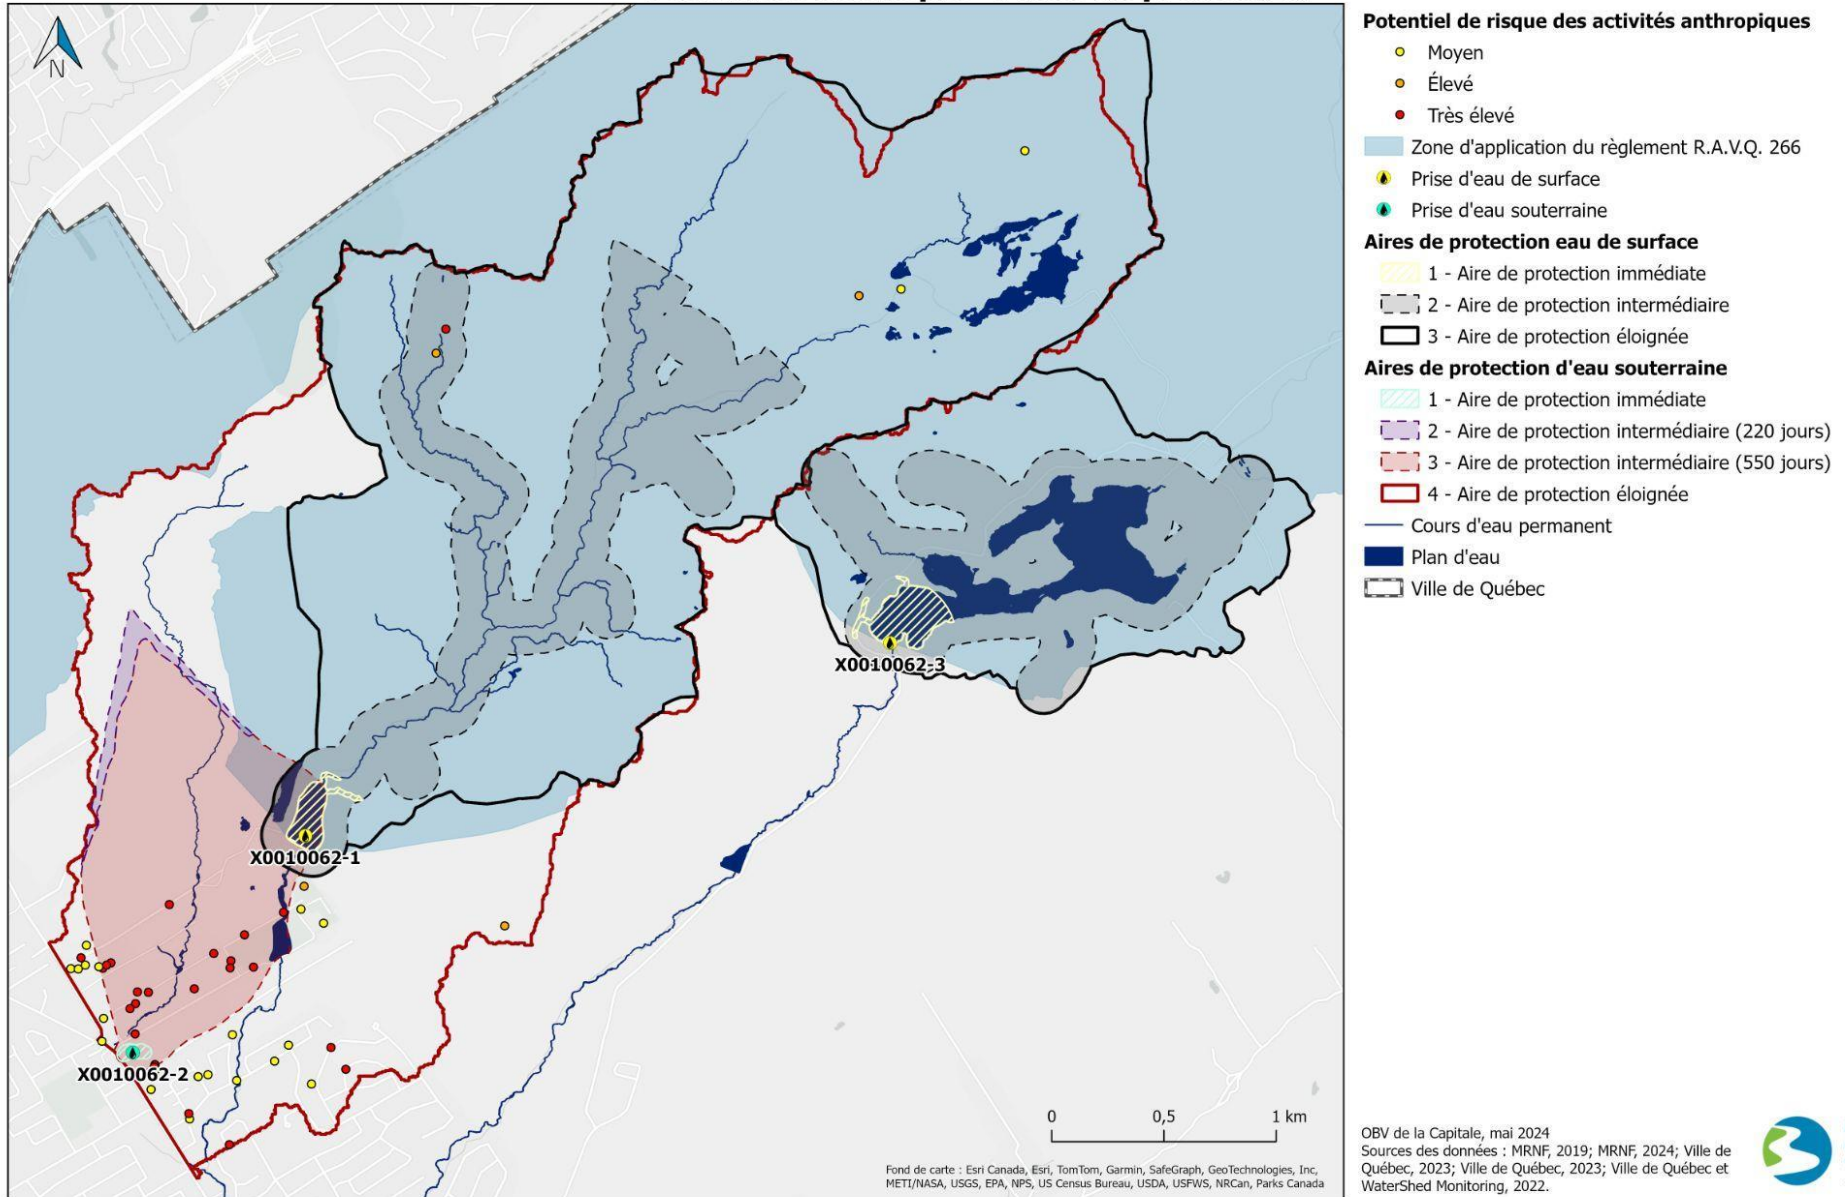 N
Potentiel de risque des activités anthropiques
Moyen
Élevé
Très élevé
Zone d'application du règlement R.A.V.Q. 266
Prise d'eau de surface
Prise d'eau souterraine
Aires de protection eau de surface
1 - Aire de protection immédiate
2 - Aire de protection intermédiaire
3 - Aire de protection éloignée
Aires de protection d'eau souterraine
1 - Aire de protection immédiate
2 - Aire de protection intermédiaire (220 jours)
3 - Aire de protection intermédiaire (550 jours)
4 - Aire de protection éloignée
Cours d'eau permanent
Plan d'eau
Ville de Québec
X0010062-3
X0010062-1
X0010062-2
0 0,5 1 km
Fond de carte : Esri Canada, Esri, TomTom, Garmin, SafeGraph, GeoTechnologies, Inc,
METI/NASA, USGS, EPA, NPS, US Census Bureau, USDA, USFWS, NRCan, Parks Canada
OBV de la Capitale, mai 2024
Sources des données : MRNF, 2019; MRNF, 2024; Ville de
Québec, 2023; Ville de Québec, 2023; Ville de Québec et
WaterShed Monitoring, 2022.